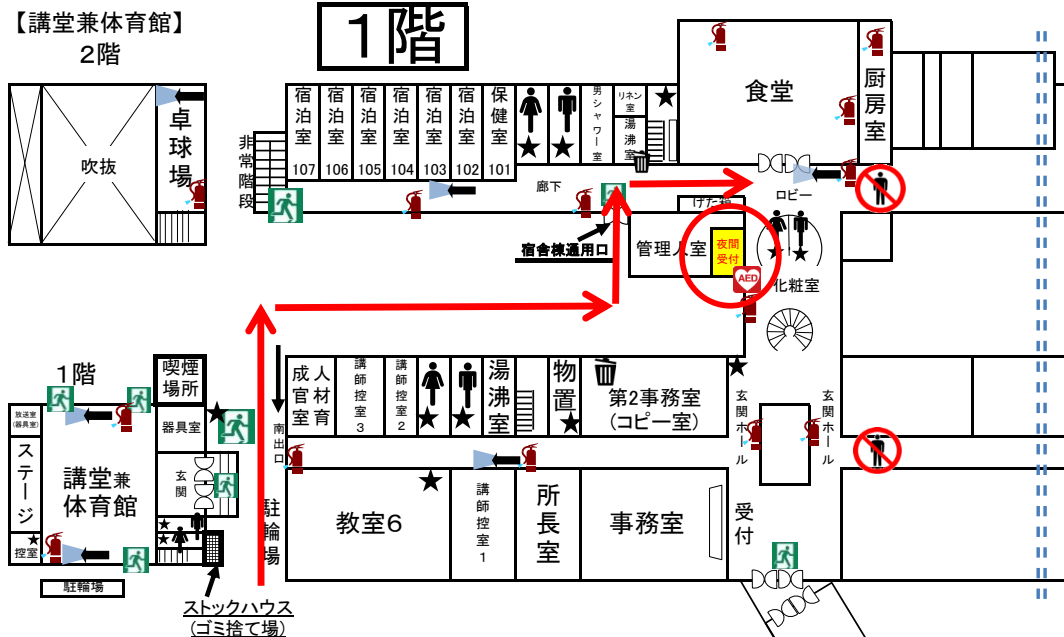 【講堂兼体育館】
2階
1階
吹抜
卓球場
非常階段
宿泊室
107
宿泊室
106
宿泊室
105
宿泊室
104
宿泊室
103
宿泊室
102
保健室
101
男シャワー室
リネン室
湯沸室
食堂
厨房室
廊下
ロビー
げた箱
宿舎棟通用口
管理人室
夜間
受付
AED
化粧室
1階
喫煙
場所
放送室
(器具室)
器具室
ステージ
講堂兼
体育館
玄関
控室
駐輪場
ストックハウス
(ゴミ捨て場)
南出口
駐輪場
人材育
成官室
講師控室3
講師控室2
湯沸室
物置
第2事務室
(コピー室)
玄関ホール
玄関ホール
教室6
講師控室1
所長室
事務室
受付